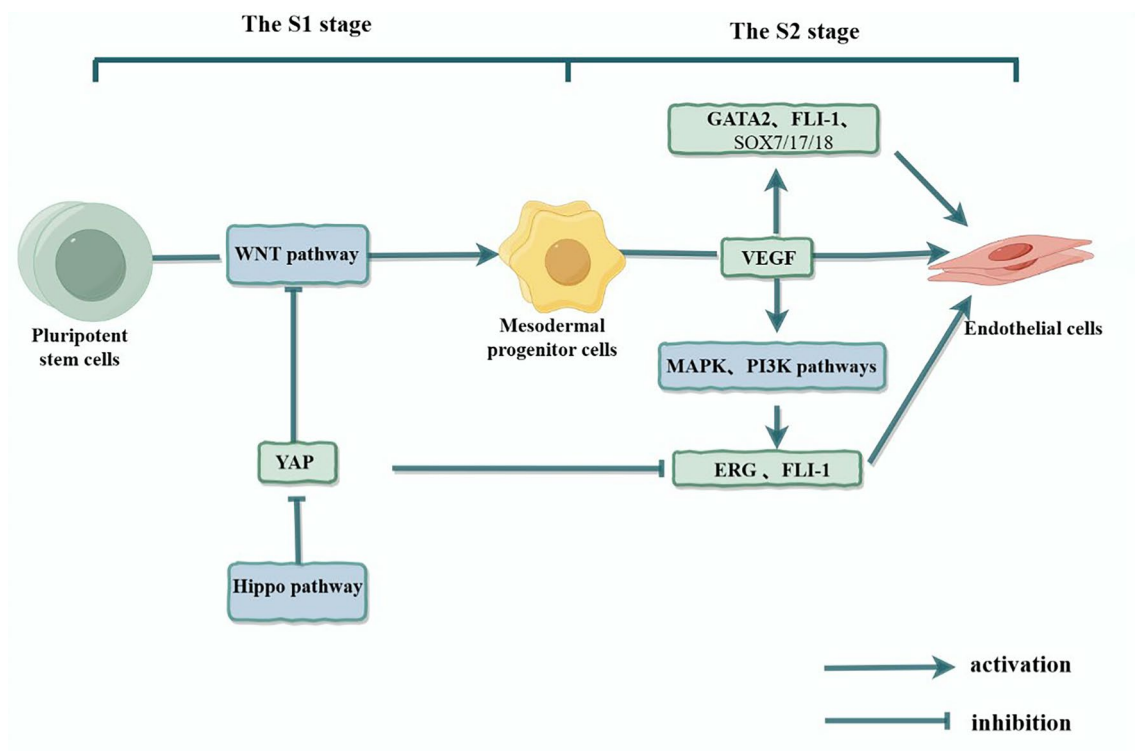 The S1 stage
The S2 stage
GATA2、FLI-1、
SOX7/17/18
WNT pathway
VEGF
Pluripotent
stem cells
Mesodermal
progenitor cells
Endothelial cells
MAPK、PI3K pathways
YAP
ERG 、FLI-1
Hippo pathway
activation
inhibition